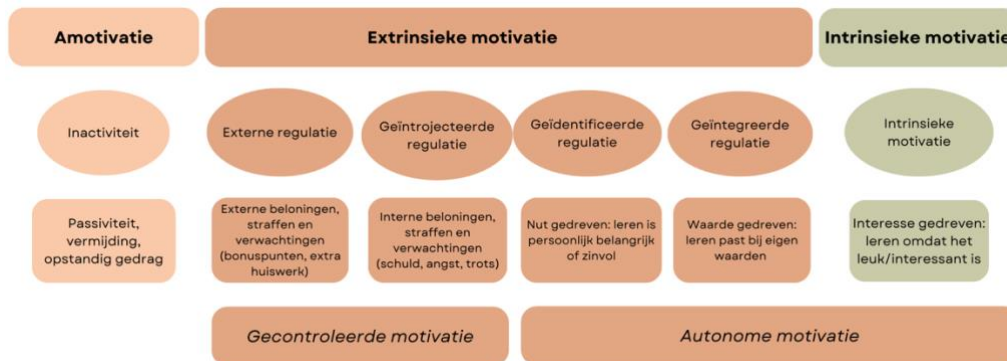 Amotivatie
Extrinsieke motivatie
Intrinsieke motivatie
Inactiviteit
Externe regulatie
Geïntrojecteerde
regulatie
Geïdentificeerde
regulatie
Geïntegreerde
regulatie
Intrinsieke
motivatie
Passiviteit,
vermijding,
opstandig gedrag
Externe beloningen,
straffen en
verwachtingen
(bonuspunten, extra
huiswerk)
Interne beloningen,
straffen en
verwachtingen
(schuld, angst, trots)
Nut gedreven: leren is
persoonlijk belangrijk
of zinvol
Waarde gedreven:
leren past bij eigen
waarden
Interesse gedreven:
leren omdat het
leuk/interessant is
Gecontroleerde motivatie
Autonome motivatie